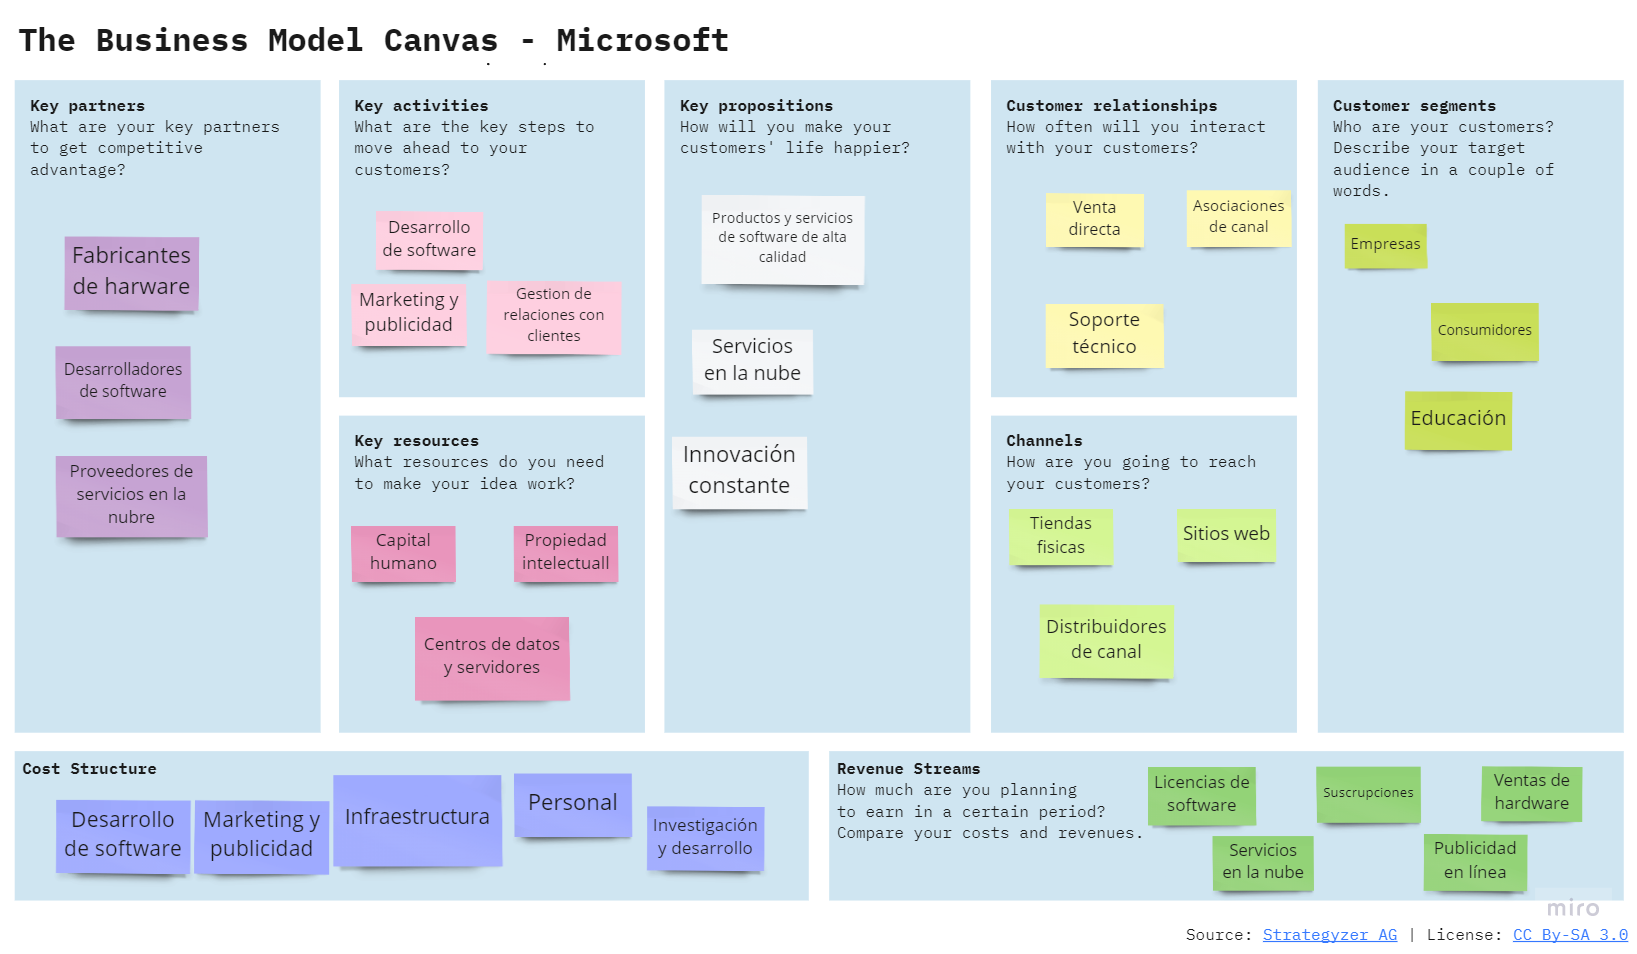 The Business Model Canvas - Microsoft
Key partners
What are your key partners
to get competitive
advantage?
Fabricantes
de harware
Desarrolladores
de software
Proveedores de
servicios en la
nubre
Key activities
What are the key steps to
move ahead to your
customers?
Desarrollo
de software
Marketing y
publicidad
Gestion de
relaciones con
clientes
Key resources
What resources do you need
to make your idea work?
Capital
humano
Propiedad
intelectuall
Centros de datos
y servidores
Key propositions
How will you make your
customers' life happier?
Productos y servicios
de software de alta
calidad
Servicios
en la nube
Innovación
constante
Customer relationships
How often will you interact
with your customers?
Venta
directa
Asociaciones
de canal
Soporte
técnico
Channels
How are you going to reach
your customers?
Tiendas
fisicas
Sitios web
Distribuidores
de canal
Customer segments
Who are your customers?
Describe your target
audience in a couple of
words.
Empresas
Consumidores
Educación
Cost Structure
Desarrollo
de software
Marketing y
publicidad
Infraestructura
Personal
Investigación
y desarrollo
Revenue Streams
How much are you planning
to earn in a certain period?
Compare your costs and revenues.
Licencias de
software
Suscrupciones
Ventas de
hardware
Servicios
en la nube
Publicidad
en línea
miro
Source: Strategyzer AG | License: CC By-SA 3.0